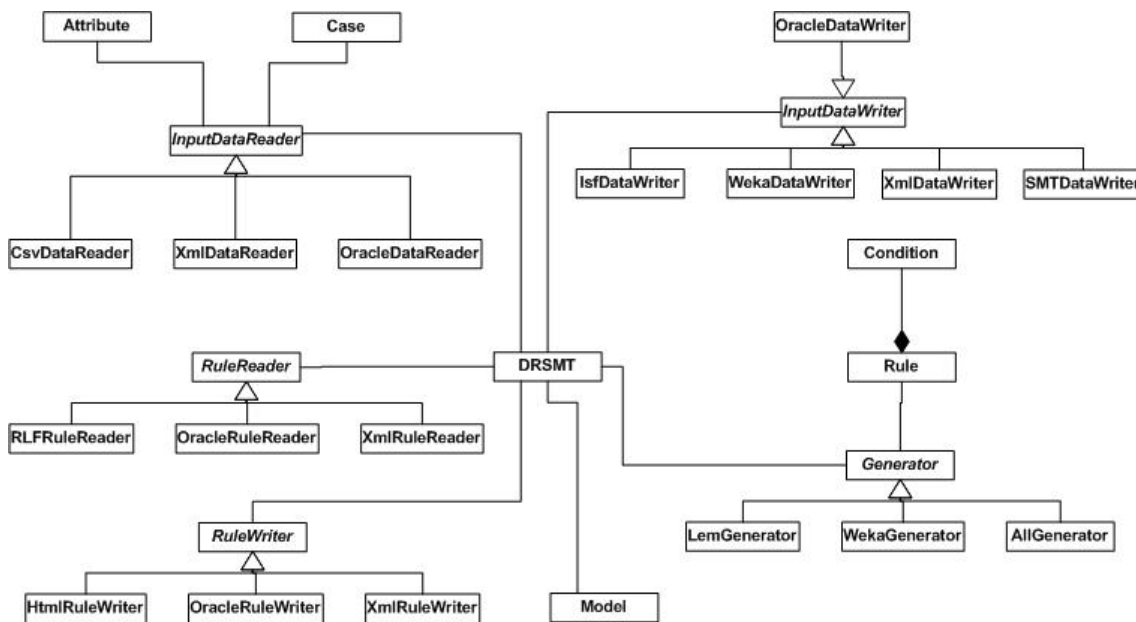 Attribute
Case
OracleDataWriter
InputDataReader
InputDataWriter
IsfDataWriter
WekaDataWriter
XmlDataWriter
SMTDataWriter
CsvDataReader
XmlDataReader
OracleDataReader
Condition
RuleReader
DRSMT
Rule
RLFRuleReader
OracleRuleReader
XmlRuleReader
Generator
RuleWriter
LemGenerator
WekaGenerator
AllGenerator
HtmlRuleWriter
OracleRuleWriter
XmlRuleWriter
Model